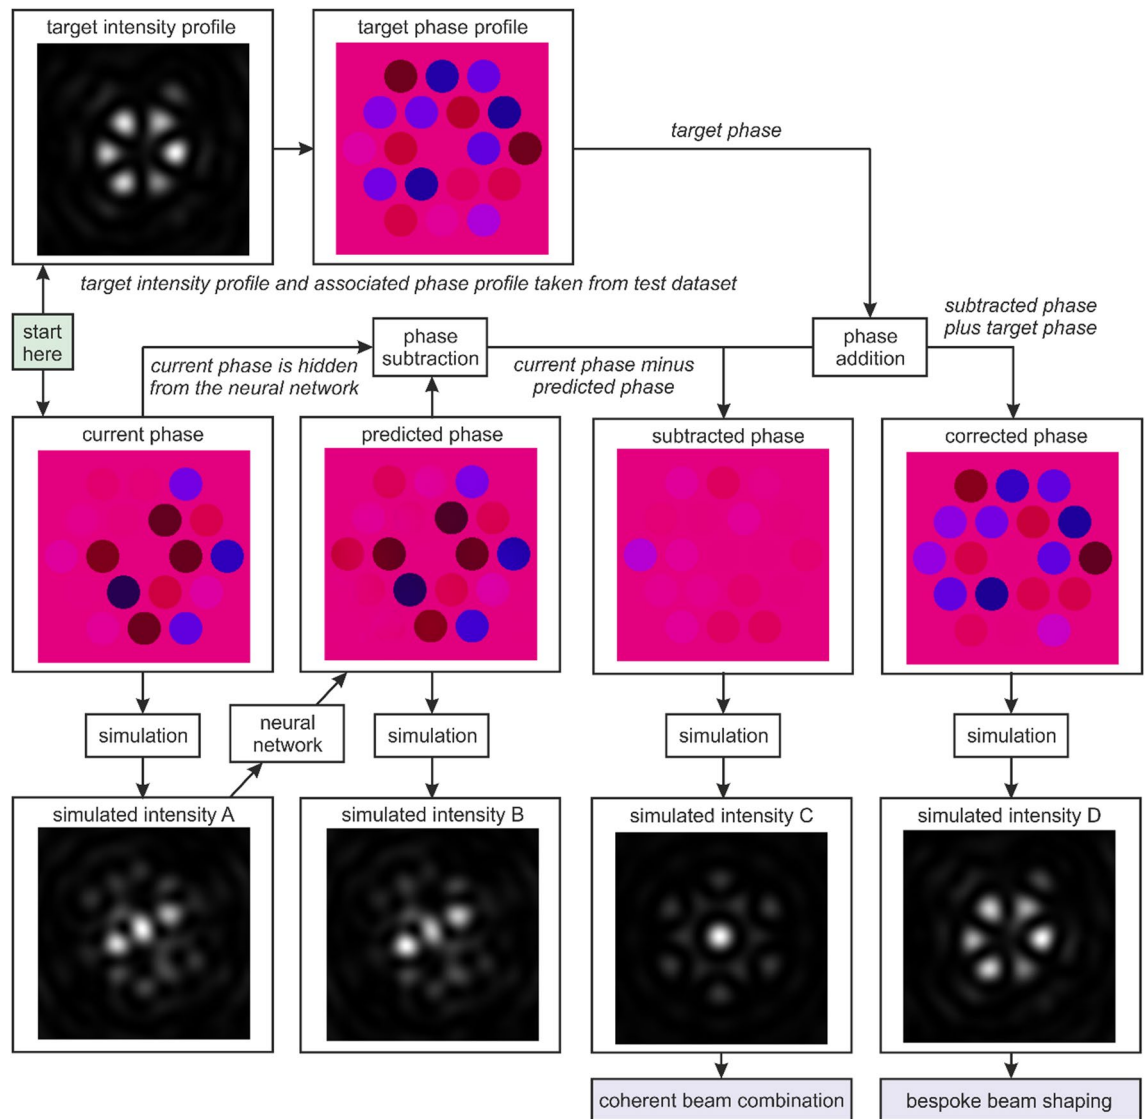 target intensity profile
target phase profile
target phase
target intensity profile and associated phase profile taken from test dataset
start
here
phase
subtraction
phase
addition
subtracted phase
plus target phase
current phase is hidden
from the neural network
current phase minus
predicted phase
current phase
predicted phase
subtracted phase
corrected phase
simulation
neural
network
simulation
simulation
simulation
simulated intensity A
simulated intensity B
simulated intensity C
simulated intensity D
coherent beam combination
bespoke beam shaping